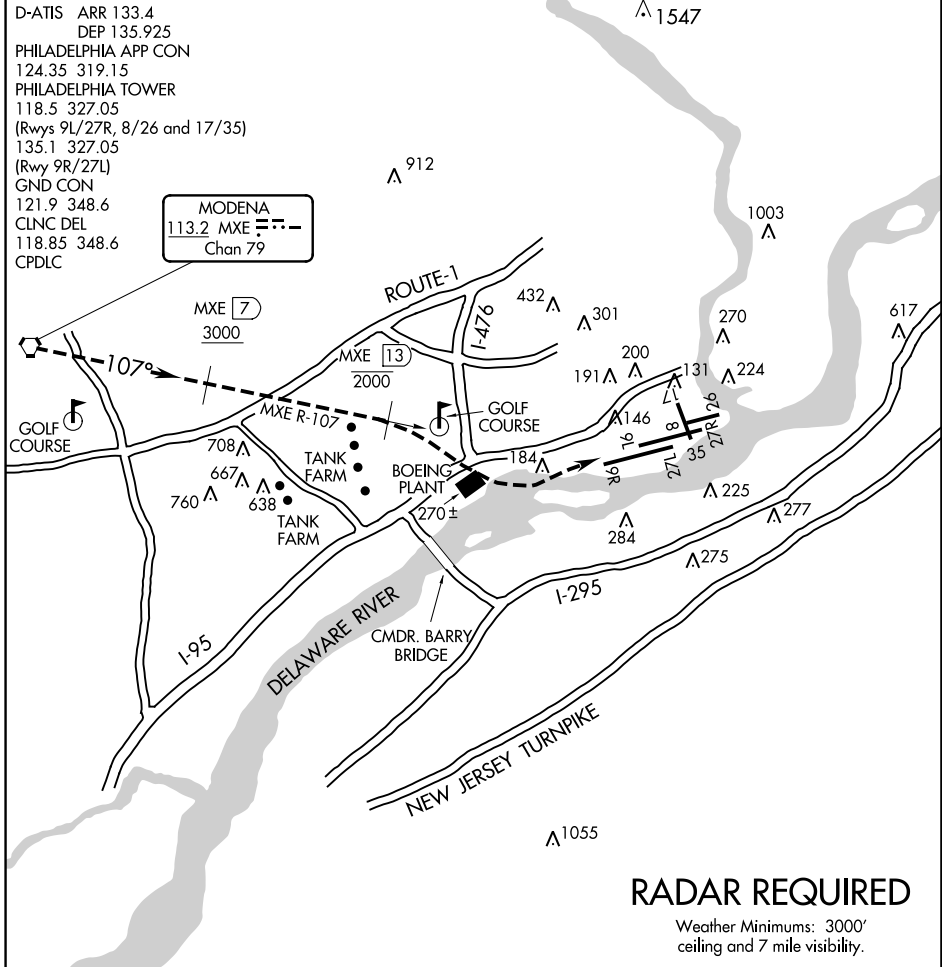 D-ATIS ARR 133.4
DEP 135.925
PHILADELPHIA APP CON
124.35 319.15
PHILADELPHIA TOWER
118.5 327.05
(Rwys 9L/27R, 8/26 and 17/35)
135.1 327.05
(Rwy 9R/27L)
GND CON
121.9 348.6
CLNC DEL
118.85 348.6
CPDLC
1547
912
MODENA
113.2 MXE
Chan 79
1003
ROUTE-1
I-476
432
301
270
617
MXE 7
3000
107°
MXE 13
2000
MXE R-107
191
200
131
224
GOLF
COURSE
GOLF
COURSE
146
17
26
8
9L
27R
708
TANK
FARM
BOEING
PLANT
184
9R
27L
35
667
760
638
TANK
FARM
270±
225
284
277
275
I-295
I-95
DELAWARE RIVER
CMDR. BARRY
BRIDGE
NEW JERSEY TURNPIKE
1055
RADAR REQUIRED
Weather Minimums: 3000'
ceiling and 7 mile visibility.